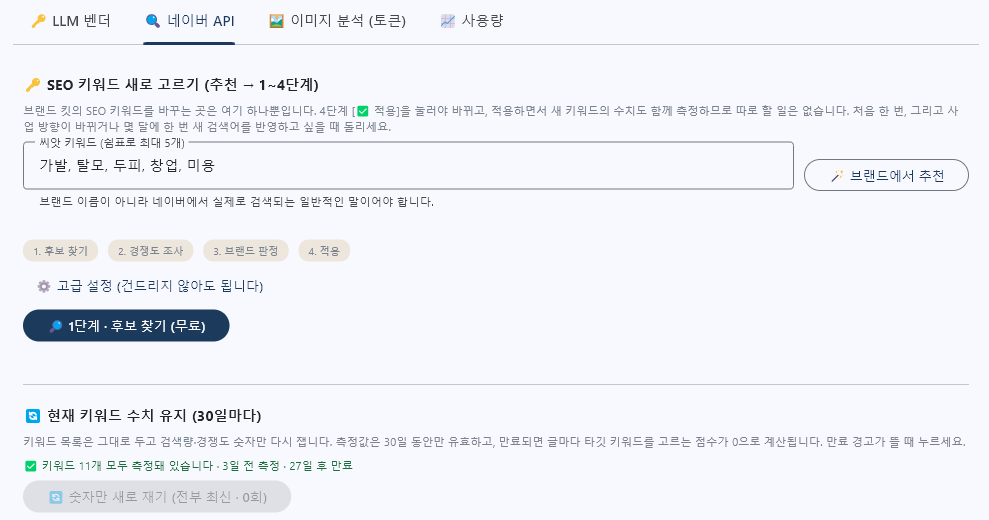 🔑 LLM 벤더
🔍 네이버 API
🖼️ 이미지 분석 (토큰)
📈 사용량
🔑 SEO 키워드 새로 고르기 (추천 → 1~4단계)
브랜드 킷의 SEO 키워드를 바꾸는 곳은 여기 하나뿐입니다. 4단계 [✅ 적용]을 눌러야 바뀌고, 적용하면서 새 키워드의 수치도 함께 측정하므로 따로 할 일은 없습니다. 처음 한 번, 그리고 사
업 방향이 바뀌거나 몇 달에 한 번 새 검색어를 반영하고 싶을 때 돌리세요.
씨앗 키워드 (쉼표로 최대 5개)
가발, 탈모, 두피, 창업, 미용
🪄 브랜드에서 추천
브랜드 이름이 아니라 네이버에서 실제로 검색되는 일반적인 말이어야 합니다.
1. 후보 찾기
2. 경쟁도 조사
3. 브랜드 판정
4. 적용
⚙️ 고급 설정 (건드리지 않아도 됩니다)
🔎 1단계 · 후보 찾기 (무료)
🔄 현재 키워드 수치 유지 (30일마다)
키워드 목록은 그대로 두고 검색량·경쟁도 숫자만 다시 잽니다. 측정값은 30일 동안만 유효하고, 만료되면 글마다 타깃 키워드를 고르는 점수가 0으로 계산됩니다. 만료 경고가 뜰 때 누르세요.
✅ 키워드 11개 모두 측정돼 있습니다 · 3일 전 측정 · 27일 후 만료
🔄 숫자만 새로 재기 (전부 최신 · 0회)